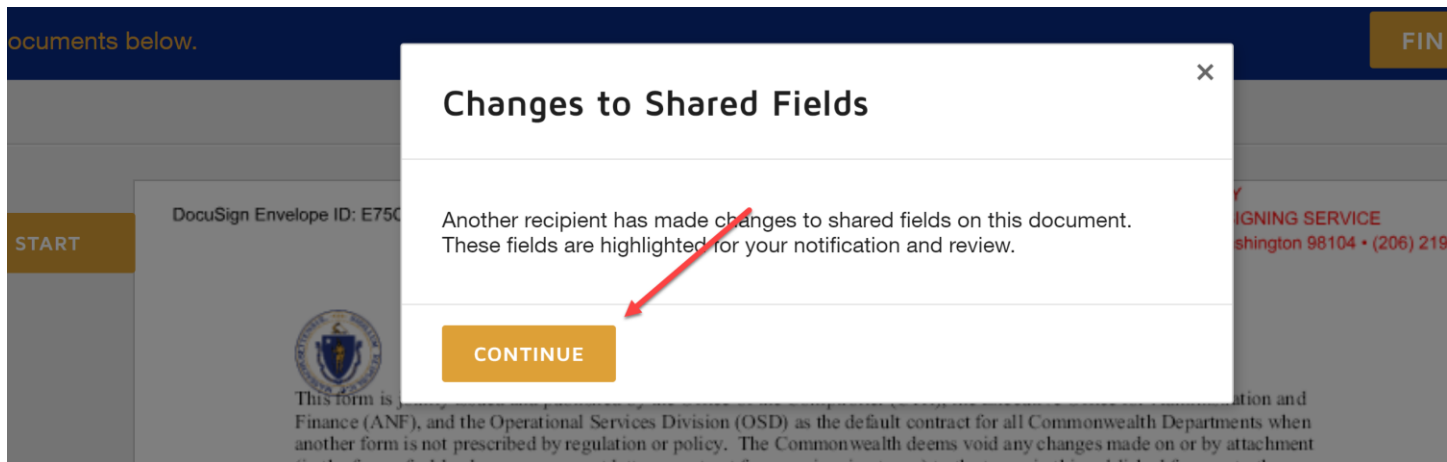 ocuments below.
FIN
×
Changes to Shared Fields
DocuSign Envelope ID: E75C
START
Another recipient has made changes to shared fields on this document.
These fields are highlighted for your notification and review.
Y
IGNING SERVICE
shington 98104 • (206) 219
CONTINUE
This form is
ation and
Finance (ANF), and the Operational Services Division (OSD) as the default contract for all Commonwealth Departments when
another form is not prescribed by regulation or policy. The Commonwealth deems void any changes made on or by attachment